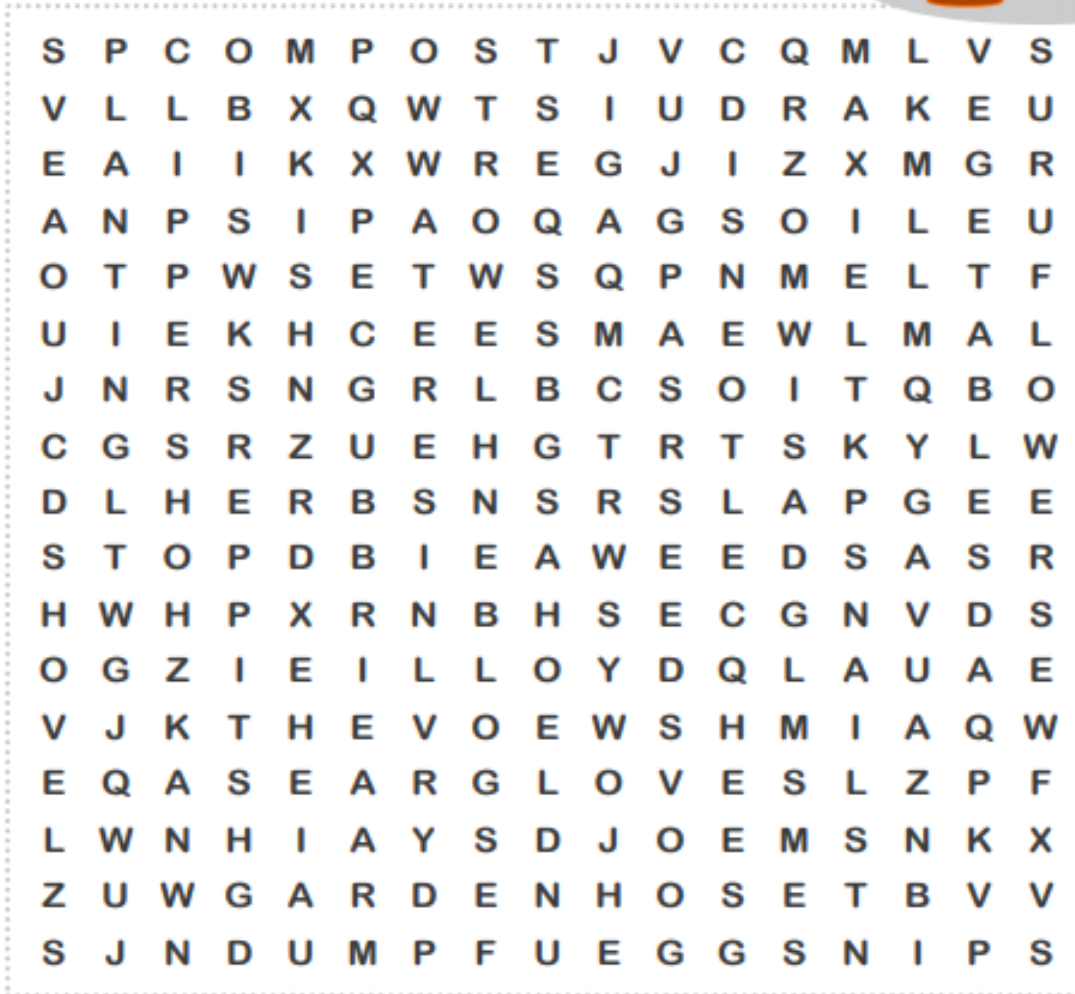 S P C O M P O S T J V C Q M L V S
V L L B X Q W T S I U D R A K E U
E A I I K X W R E G J I Z X M G R
A N P S I P A O Q A G S O I L E U
O T P W S E T W S Q P N M E L T F
U I E K H C E E S M A E W L M A L
J N R S N G R L B C S O I T Q B O
C G S R Z U E H G T R T S K Y L W
D L H E R B S N S R S L A P G E E
S T O P D B I E A W E E D S A S R
H W H P X R N B H S E C G N V D S
O G Z I E I L L O Y D Q L A U A E
V J K T H E V O E W S H M I A Q W
E Q A S E A R G L O V E S L Z P F
L W N H I A Y S D J O E M S N K X
Z U W G A R D E N H O S E T B V V
S J N D U M P F U E G G S N I P S